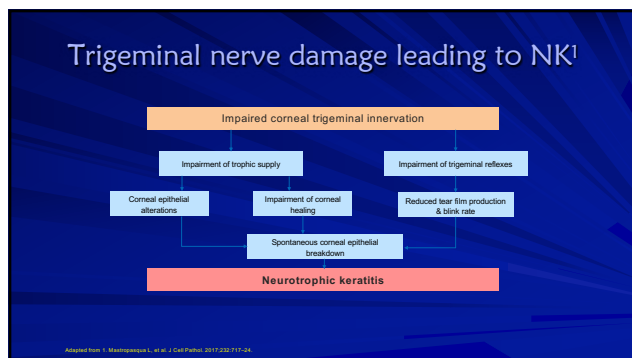 Trigeminal nerve damage leading to NK¹
Impaired corneal trigeminal innervation
Impairment of trophic supply
Impairment of trigeminal reflexes
Corneal epithelial
alterations
Impairment of corneal
healing
Reduced tear film production
& blink rate
Spontaneous corneal epithelial
breakdown
Neurotrophic keratitis
Adapted from 1. Mastropasqua L, et al. J Cell Pathol. 2017;232:717–24.